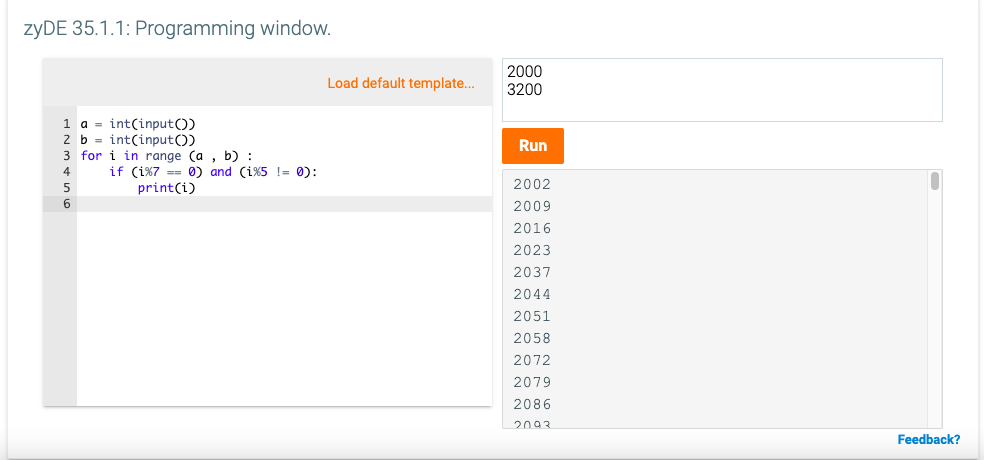 zyDE 35.1.1: Programming window.
Load default template...
1 a = int(input())
2 b = int(input())
3 for i in range (a , b) :
4     if (i%7 == 0) and (i%5 != 0):
5         print(i)
6
2000
3200
Run
2002
2009
2016
2023
2037
2044
2051
2058
2072
2079
2086
2093
Feedback?